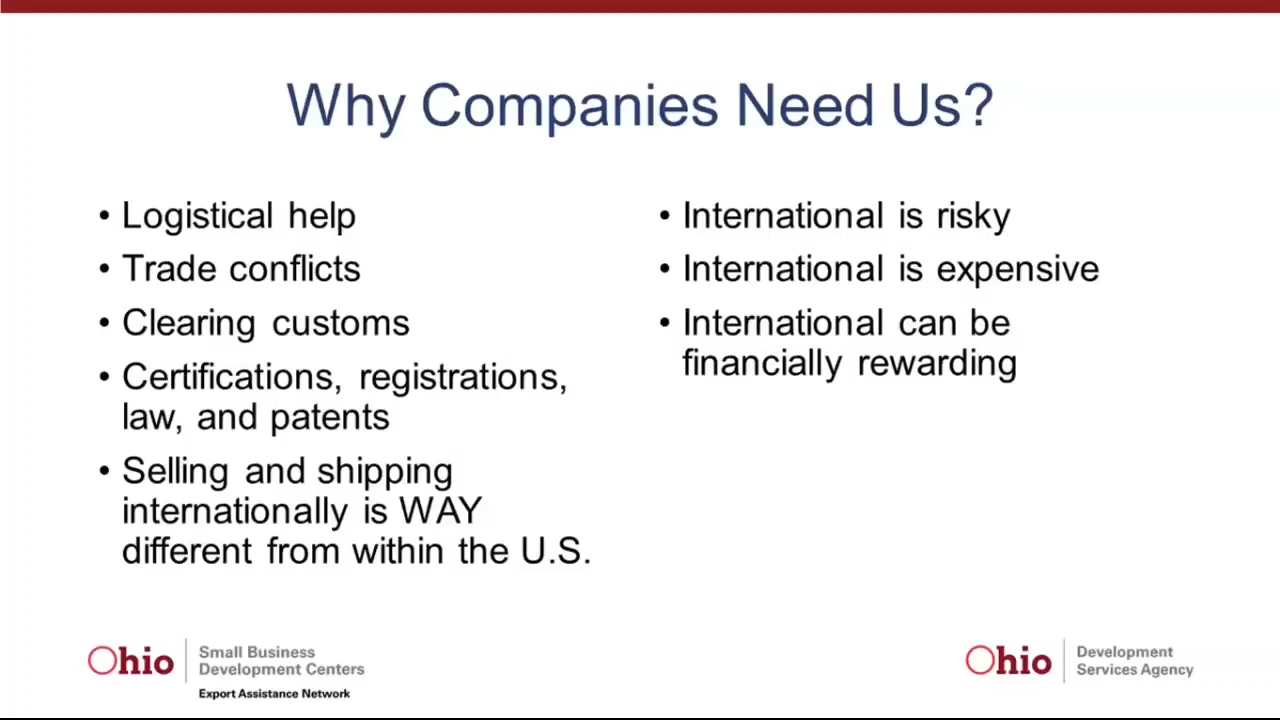 Why Companies Need Us?
• Logistical help
• Trade conflicts
• Clearing customs
• Certifications, registrations,
law, and patents
• Selling and shipping
internationally is WAY
different from within the U.S.
• International is risky
• International is expensive
• International can be
financially rewarding
Ohio
Small Business
Development Centers
Export Assistance Network
Ohio
Development
Services Agency